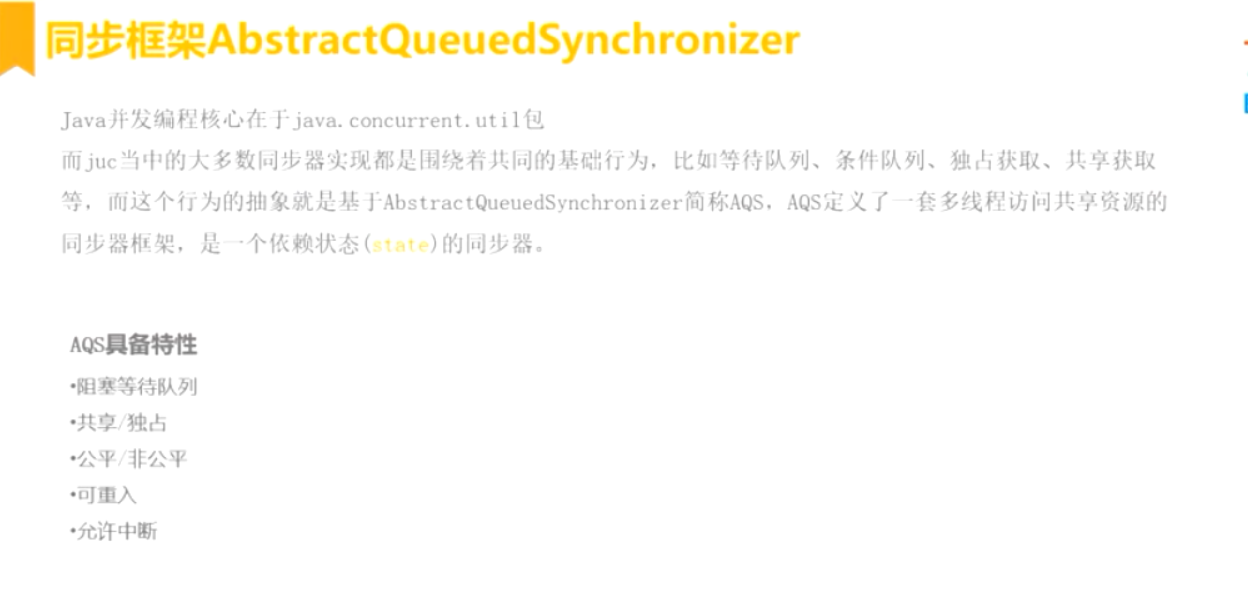 同步框架AbstractQueuedSynchronizer
Java并发编程核心在于java.concurrent.util包
而juc当中的大多数同步器实现都是围绕着共同的基础行为，比如等待队列、条件队列、独占获取、共享获取
等，而这个行为的抽象就是基于AbstractQueuedSynchronizer简称AQS，AQS定义了一套多线程访问共享资源的
同步器框架，是一个依赖状态(state)的同步器。
AQS具备特性
•阻塞等待队列
•共享/独占
•公平/非公平
•可重入
•允许中断